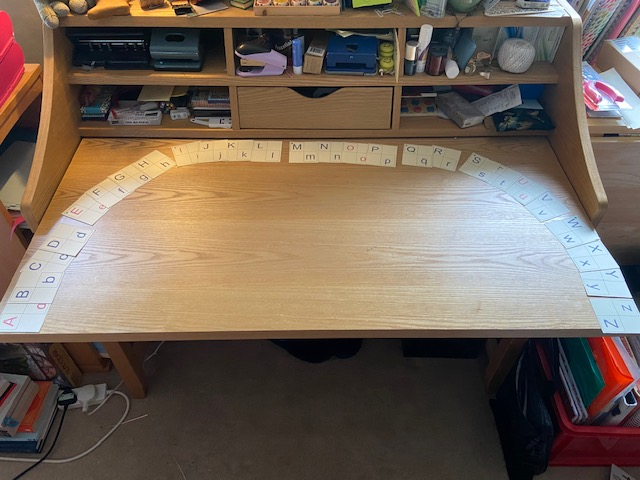 A B C D E F G H I J K L M N O P Q R S T U V W X Y Z
a b c d e f g h i j k l m n o p q r s t u v w x y z